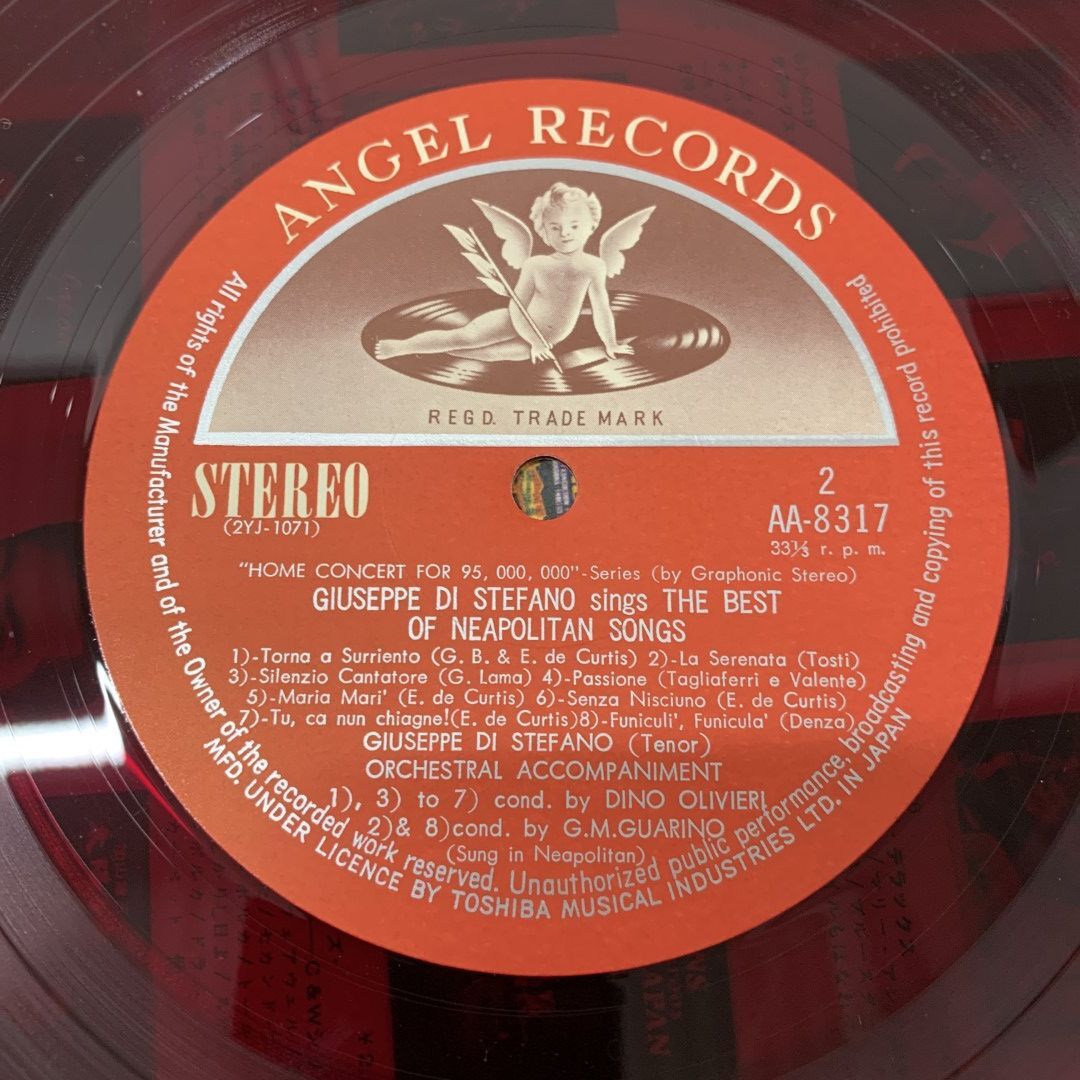 ANGEL RECORDS
REGD. TRADE MARK
STEREO
(2YJ-1071)
2
AA-8317
33⅓ r. p. m.
"HOME CONCERT FOR 95, 000, 000"-Series (by Graphonic Stereo)
GIUSEPPE DI STEFANO sings THE BEST
OF NEAPOLITAN SONGS
1)-Torna a Surriento (G. B. & E. de Curtis) 2)-La Serenata (Tosti)
3)-Silenzio Cantatore (G. Lama) 4)-Passione (Tagliaferri e Valente)
5)-Maria Mari' (E. de Curtis) 6)-Senza Nisciuno (E. de Curtis)
7)-Tu, ca nun chiagne!(E. de Curtis)8)-Funiculi', Funicula' (Denza)
GIUSEPPE DI STEFANO (Tenor)
ORCHESTRAL ACCOMPANIMENT
1), 3) to 7) cond. by DINO OLIVIERI
2)& 8)cond. by G.M.GUARINO
(Sung in Neapolitan)
All rights of the Manufacturer and of the Owner of the recorded work reserved. Unauthorized public performance, broadcasting and copying of this record prohibited
MFD. UNDER LICENCE BY TOSHIBA MUSICAL INDUSTRIES LTD. IN JAPAN